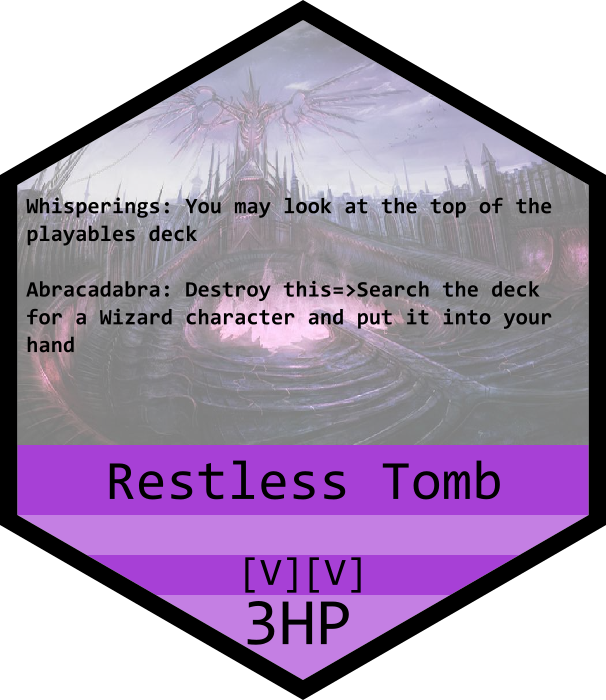 Whisperings: You may look at the top of the
playables deck
Abracadabra: Destroy this=>Search the deck
for a Wizard character and put it into your
hand
Restless Tomb
[V][V]
3HP